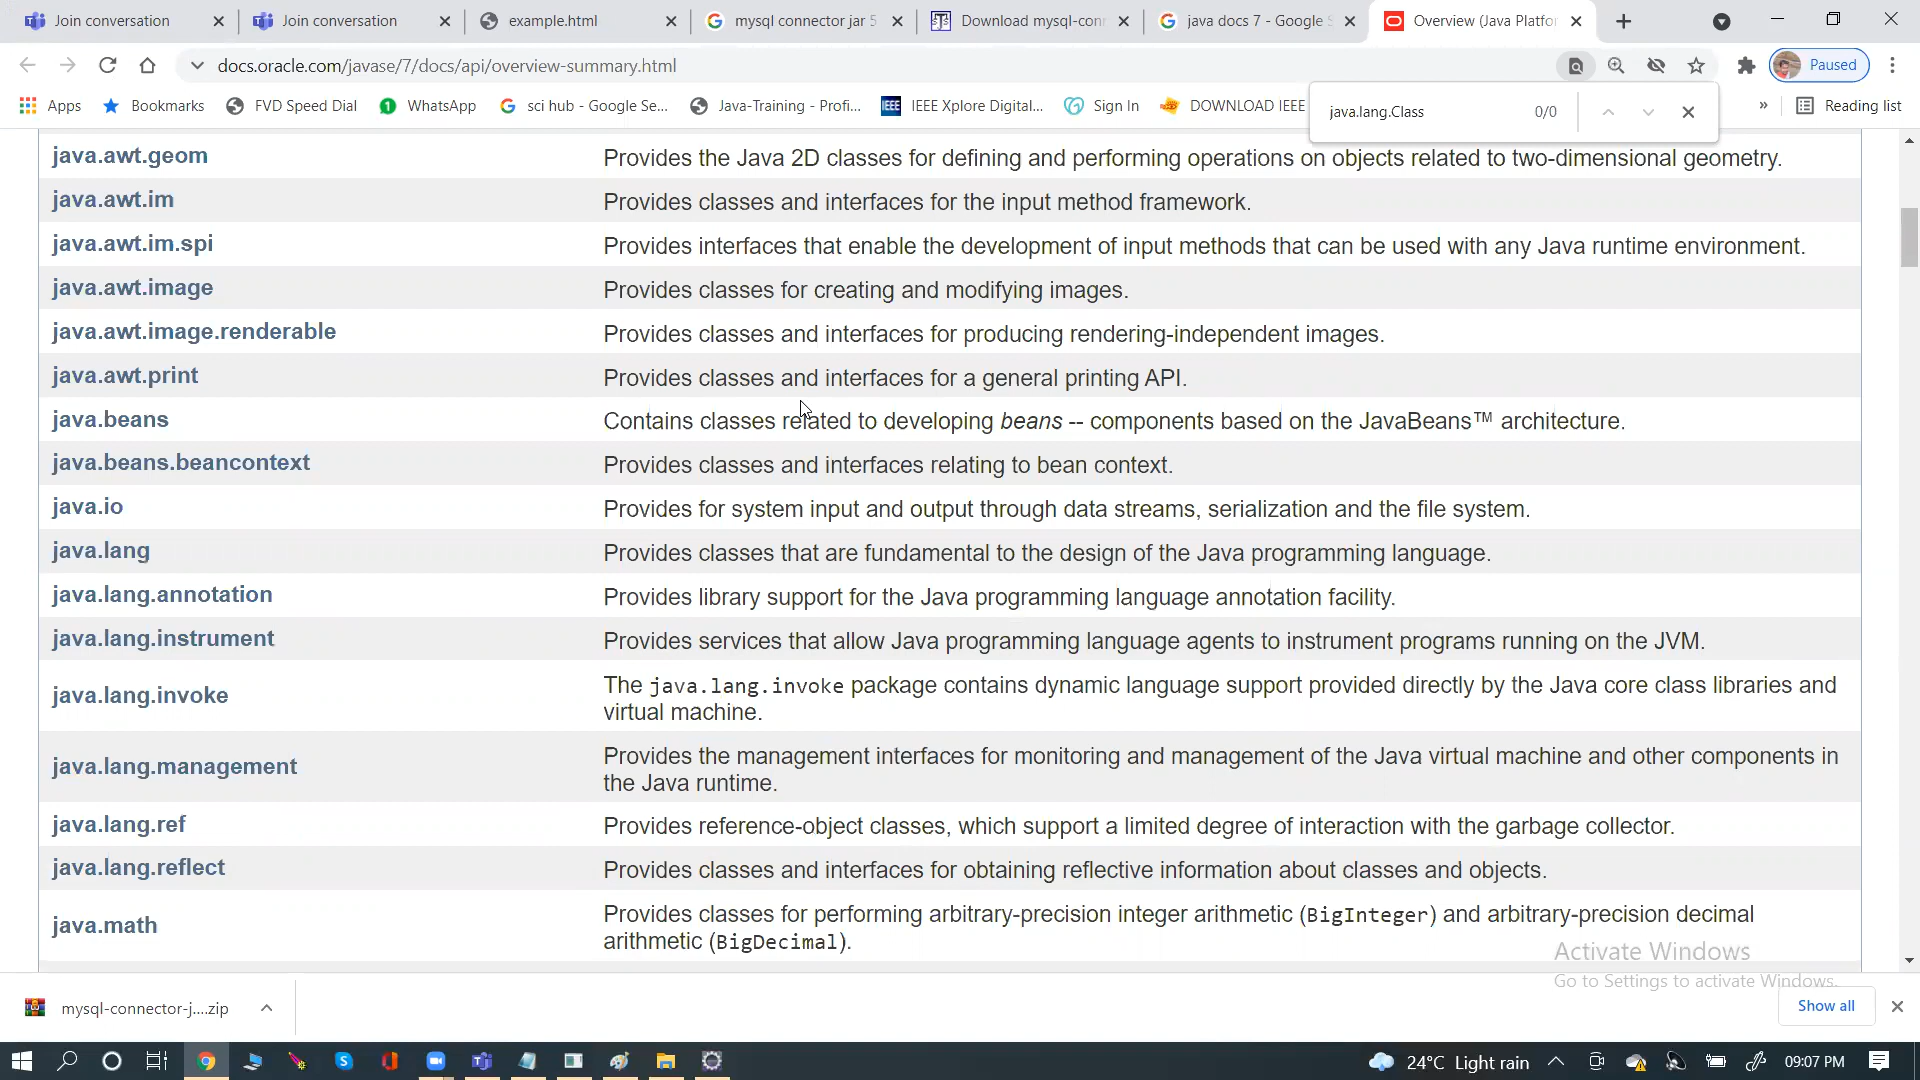 Join conversation
Join conversation
example.html
mysql connector jar 5
Download mysql-conn
java docs 7 - Google S
Overview (Java Platfo
docs.oracle.com/javase/7/docs/api/overview-summary.html
Paused
Apps
Bookmarks
FVD Speed Dial
WhatsApp
sci hub - Google Se...
Java-Training - Profi...
IEEE Xplore Digital...
Sign In
DOWNLOAD IEEE
»
Reading list
java.lang.Class 0/0
java.awt.geom Provides the Java 2D classes for defining and performing operations on objects related to two-dimensional geometry.
java.awt.im Provides classes and interfaces for the input method framework.
java.awt.im.spi Provides interfaces that enable the development of input methods that can be used with any Java runtime environment.
java.awt.image Provides classes for creating and modifying images.
java.awt.image.renderable Provides classes and interfaces for producing rendering-independent images.
java.awt.print Provides classes and interfaces for a general printing API.
java.beans Contains classes related to developing beans -- components based on the JavaBeans™ architecture.
java.beans.beancontext Provides classes and interfaces relating to bean context.
java.io Provides for system input and output through data streams, serialization and the file system.
java.lang Provides classes that are fundamental to the design of the Java programming language.
java.lang.annotation Provides library support for the Java programming language annotation facility.
java.lang.instrument Provides services that allow Java programming language agents to instrument programs running on the JVM.
java.lang.invoke The java.lang.invoke package contains dynamic language support provided directly by the Java core class libraries and
virtual machine.
java.lang.management Provides the management interfaces for monitoring and management of the Java virtual machine and other components in
the Java runtime.
java.lang.ref Provides reference-object classes, which support a limited degree of interaction with the garbage collector.
java.lang.reflect Provides classes and interfaces for obtaining reflective information about classes and objects.
java.math Provides classes for performing arbitrary-precision integer arithmetic (BigInteger) and arbitrary-precision decimal
arithmetic (BigDecimal).
Activate Windows
Go to Settings to activate Windows.
mysql-connector-j....zip
Show all
24°C Light rain
09:07 PM